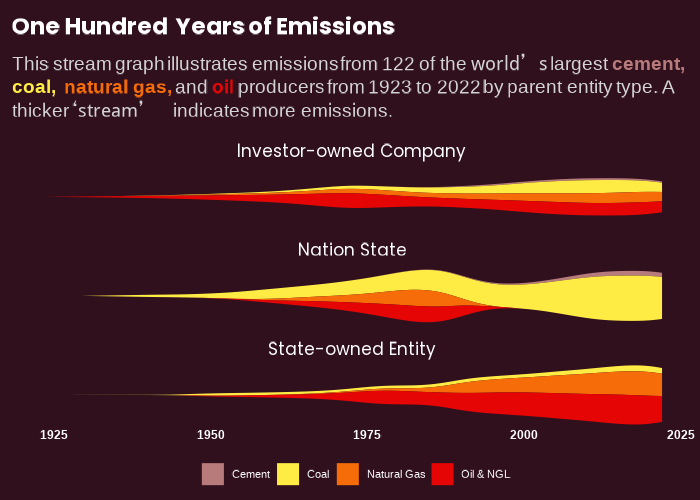 One Hundred Years of Emissions
This stream graph illustrates emissions from 122 of the world’s largest cement,
coal, natural gas, and oil producers from 1923 to 2022 by parent entity type. A
thicker ‘stream’ indicates more emissions.
Investor-owned Company
Nation State
State-owned Entity
1925 1950 1975 2000 2025
Cement Coal Natural Gas Oil & NGL